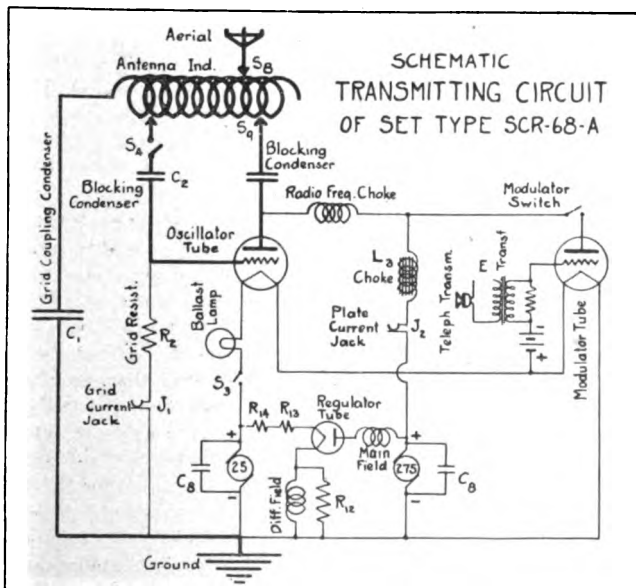 Aerial
SCHEMATIC
TRANSMITTING CIRCUIT
OF SET TYPE SCR-68-A
Antenna Ind.
S8
S4
S9
Blocking
Condenser
C2
Blocking
Condenser
Radio Freq. Choke
Modulator
Switch
Oscillator
Tube
Grid Coupling Condenser
C1
L3
Choke
Teleph Transm.
E
Transf
Ballast
Lamp
Grid Resist.
R2
Plate
Current
Jack
J2
+
-
Modulator Tube
S3
Grid
Current
Jack
J1
R14
R13
Regulator
Tube
Main
Field
+
25
-
C8
Diff. Field
R12
+
275
-
C8
Ground